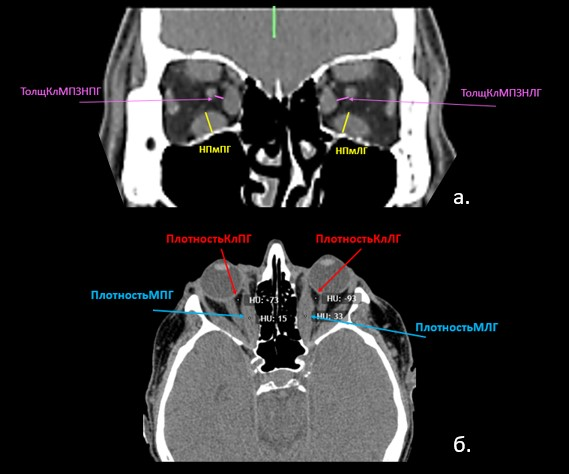 ТолщКлМПЗНПГ
ТолщКлМПЗНЛГ
НПмПГ
НПмЛГ
а.
ПлотностьКлПГ
ПлотностьКлЛГ
ПлотностьМПГ
HU: -73
HU: -93
HU: 15
HU: 33
ПлотностьМЛГ
б.